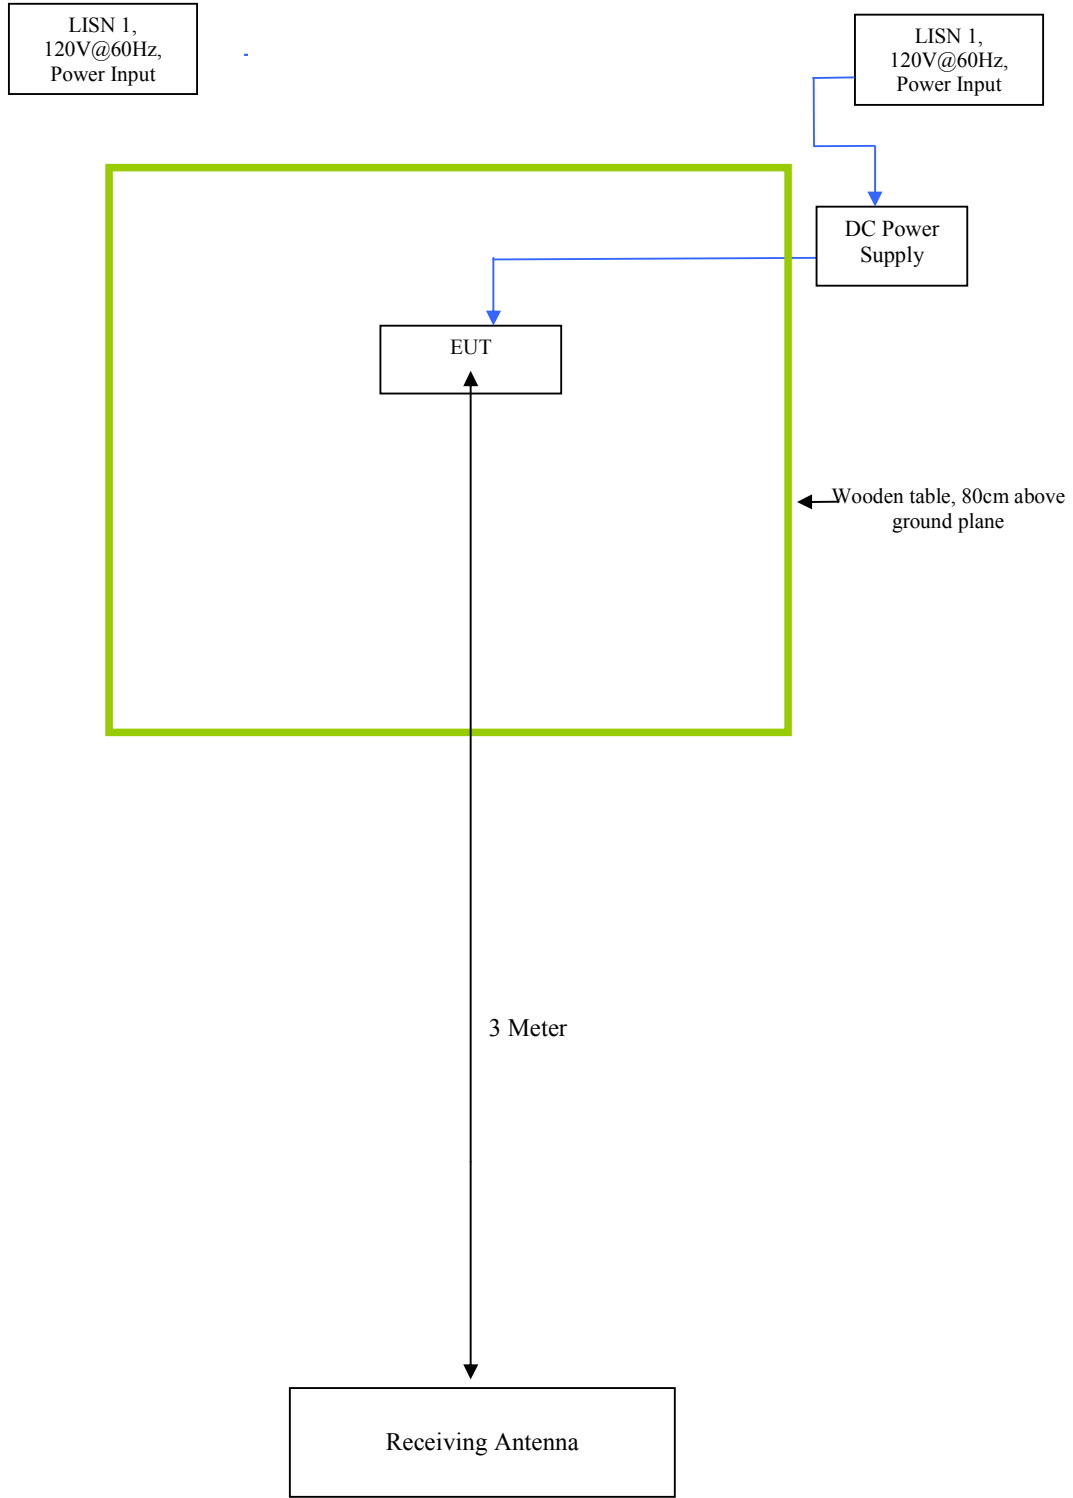 LISN 1,
120V@60Hz,
Power Input
LISN 1,
120V@60Hz,
Power Input
DC Power
Supply
EUT
Wooden table, 80cm above
ground plane
3 Meter
Receiving Antenna